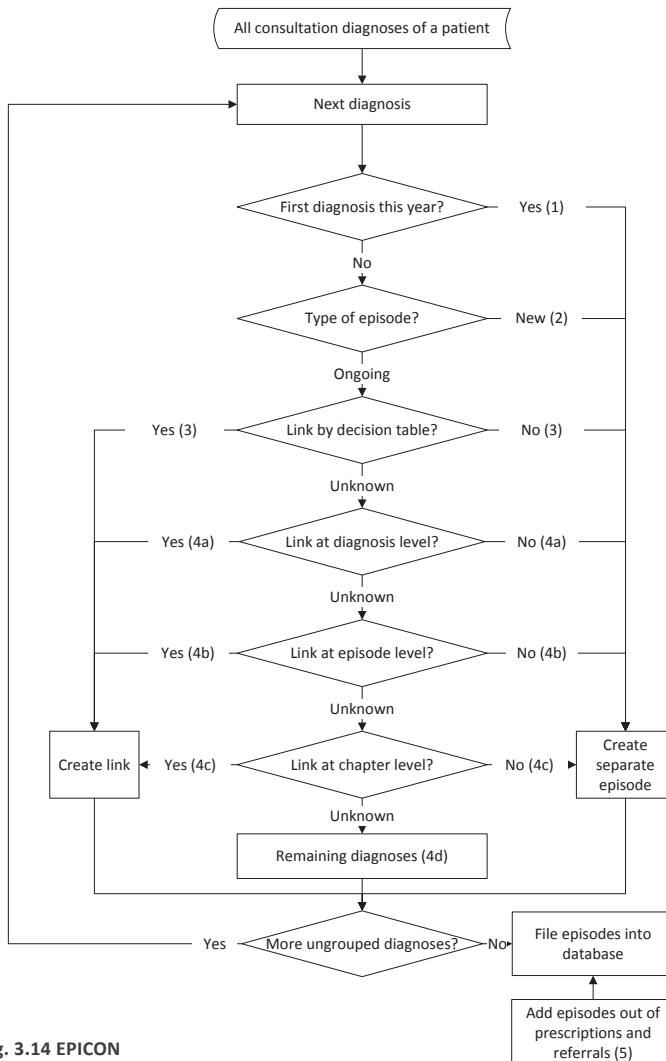 All consultation diagnoses of a patient
Next diagnosis
First diagnosis this year?
Yes (1)
No
Type of episode?
New (2)
Ongoing
Yes (3)
Link by decision table?
No (3)
Unknown
Yes (4a)
Link at diagnosis level?
No (4a)
Unknown
Yes (4b)
Link at episode level?
No (4b)
Unknown
Create link
Yes (4c)
Link at chapter level?
No (4c)
Create
separate
episode
Unknown
Remaining diagnoses (4d)
Yes
More ungrouped diagnoses?
No
File episodes into
database
Add episodes out of
prescriptions and
referrals (5)
g. 3.14 EPICON